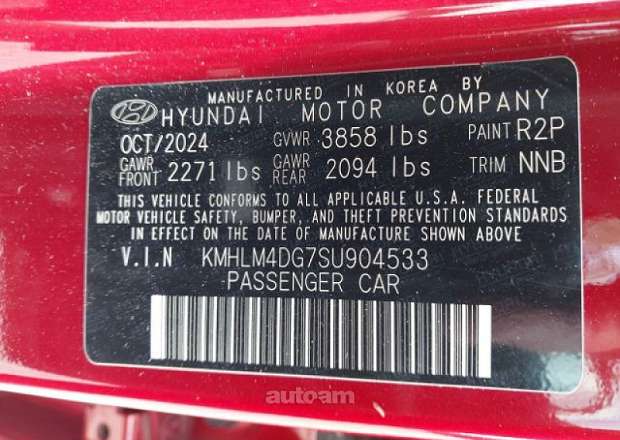 MANUFACTURED IN KOREA BY
HYUNDAI MOTOR COMPANY
OCT/2024 GVWR 3858 lbs PAINT R2P
GAWR FRONT 2271 lbs GAWR REAR 2094 lbs TRIM NNB
THIS VEHICLE CONFORMS TO ALL APPLICABLE U.S.A. FEDERAL
MOTOR VEHICLE SAFETY, BUMPER, AND THEFT PREVENTION STANDARDS
IN EFFECT ON THE DATE OF MANUFACTURE SHOWN ABOVE
V.I.N KMHLM4DG7SU904533
PASSENGER CAR
autoam